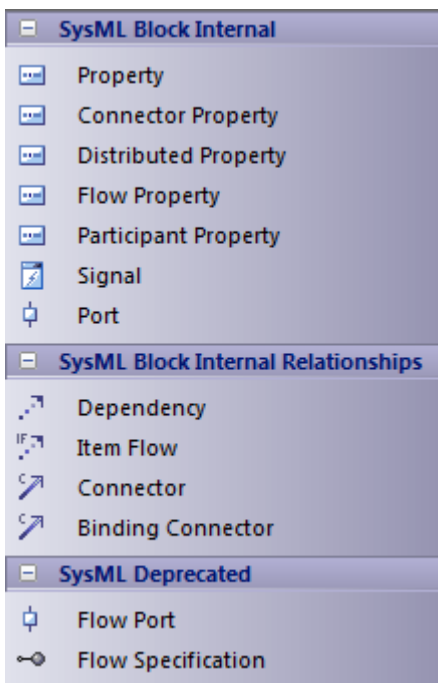 SysML Block Internal
Property
Connector Property
Distributed Property
Flow Property
Participant Property
Signal
Port
SysML Block Internal Relationships
Dependency
IF Item Flow
C Connector
C Binding Connector
SysML Deprecated
Flow Port
Flow Specification